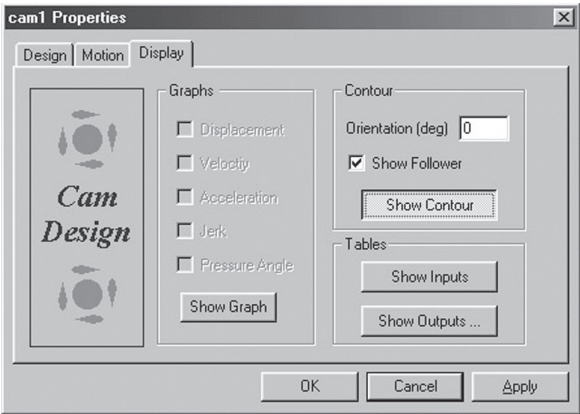 cam1 Properties
Design
Motion
Display
Cam
Design
Graphs
Displacement
Veloctiy
Acceleration
Jerk
Pressure Angle
Show Graph
Contour
Orientation (deg) 0
Show Follower
Show Contour
Tables
Show Inputs
Show Outputs ...
OK
Cancel
Apply